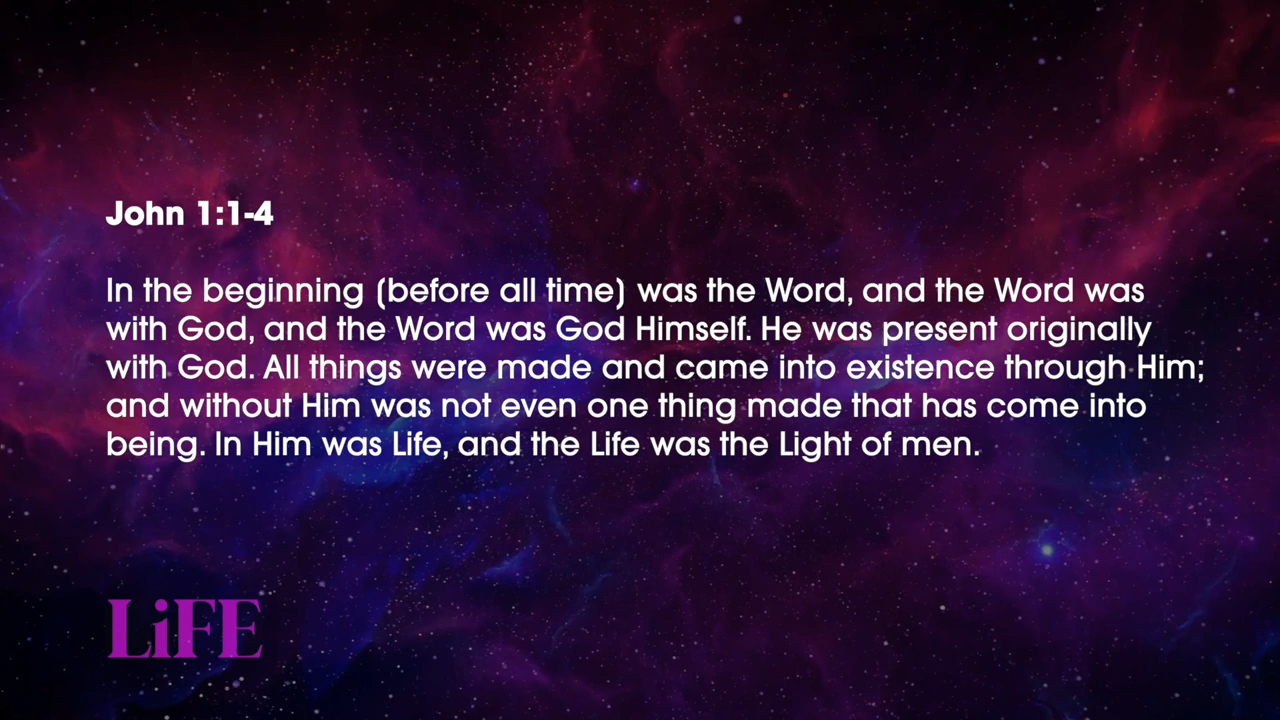 John 1:1-4
In the beginning (before all time) was the Word, and the Word was
with God, and the Word was God Himself. He was present originally
with God. All things were made and came into existence through Him;
and without Him was not even one thing made that has come into
being. In Him was Life, and the Life was the Light of men.
LiFE